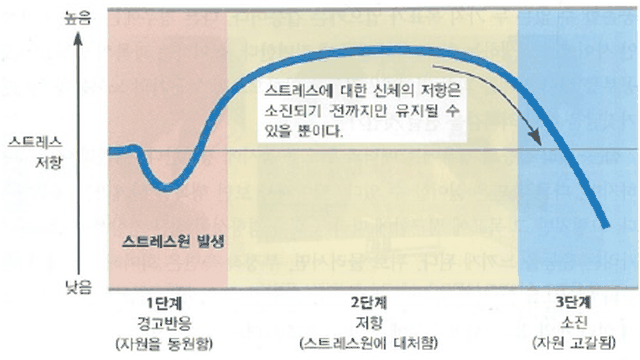 높음
스트레스
저항
낮음
스트레스에 대한 신체의 저항은
소진되기 전까지만 유지될 수
있을 뿐이다.
스트레스원 발생
1단계
경고반응
(자원을 동원함)
2단계
저항
(스트레스원에 대처함)
3단계
소진
(자원 고갈됨)